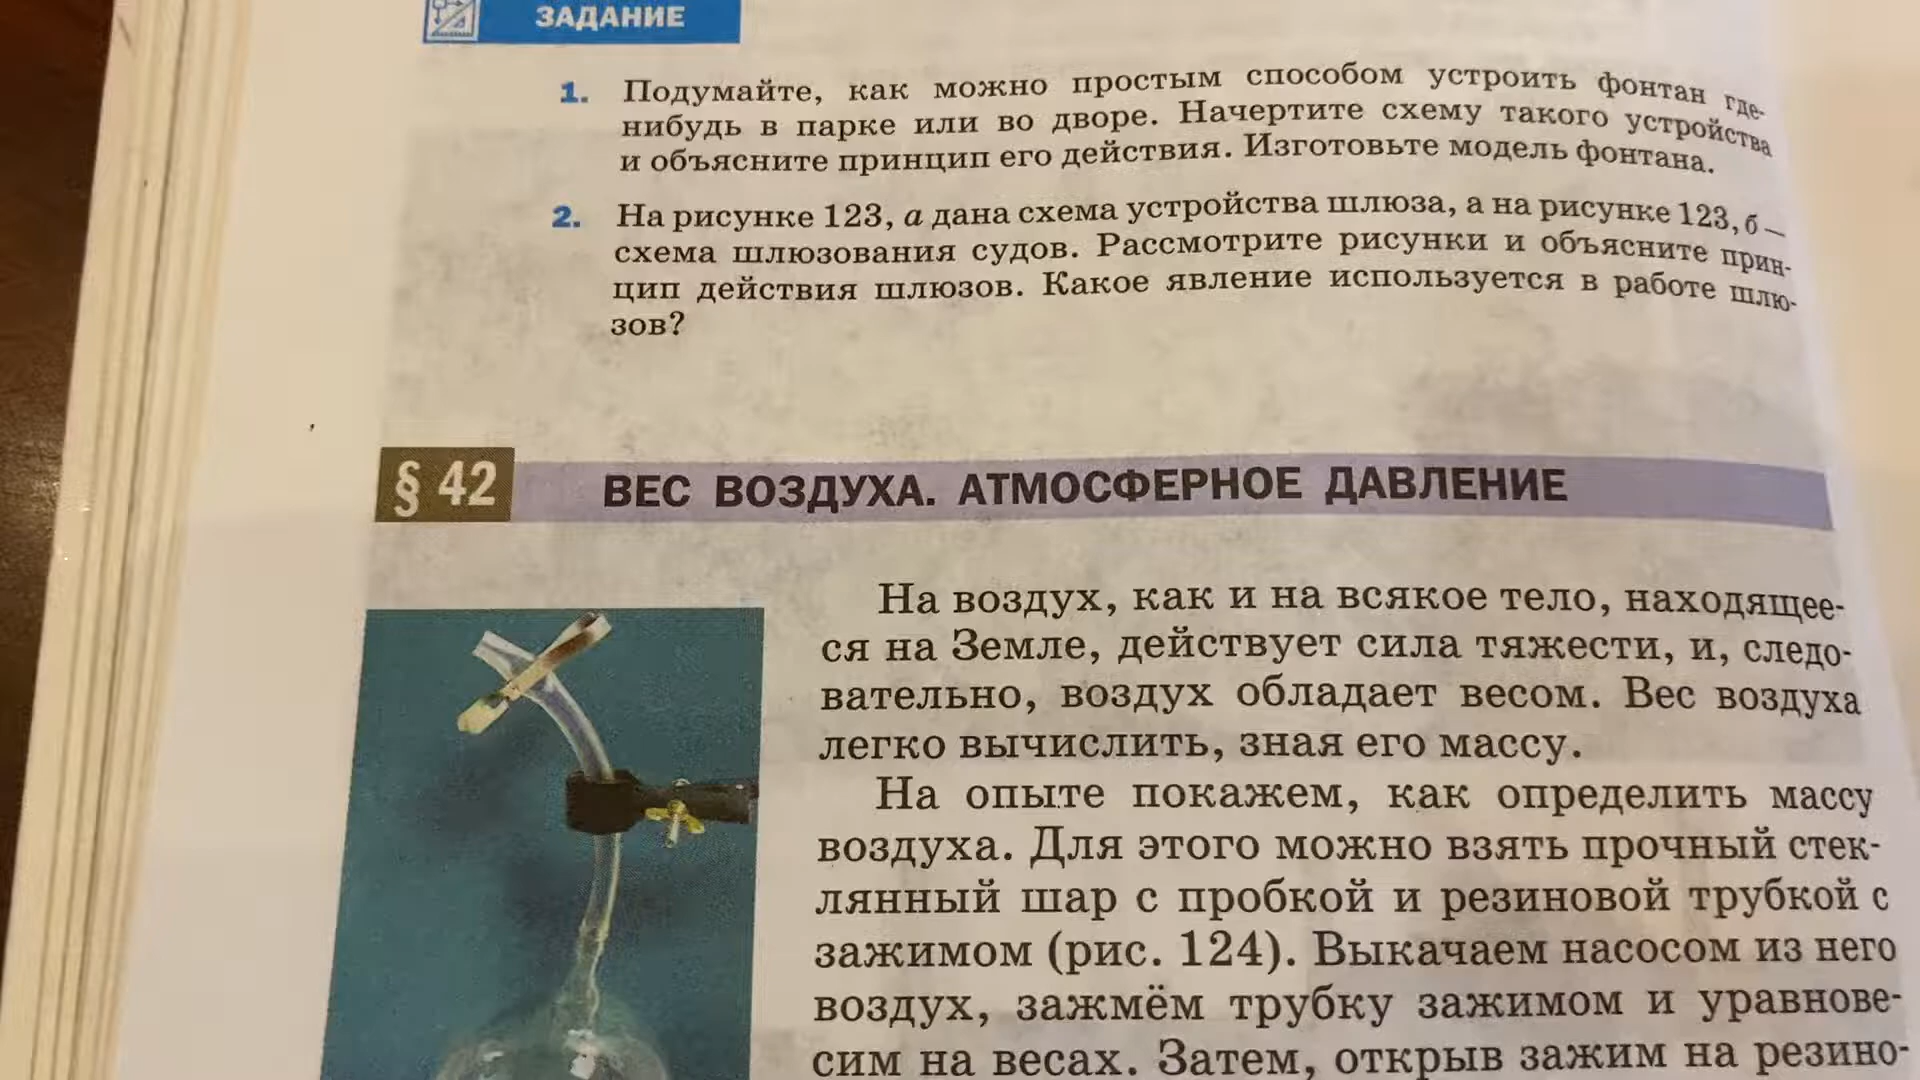 ЗАДАНИЕ
1. Подумайте, как можно простым способом устроить фонтан где-
нибудь в парке или во дворе. Начертите схему такого устройства
и объясните принцип его действия. Изготовьте модель фонтана.
2. На рисунке 123, а дана схема устройства шлюза, а на рисунке 123, б —
схема шлюзования судов. Рассмотрите рисунки и объясните прин-
цип действия шлюзов. Какое явление используется в работе шлю-
зов?
§ 42 ВЕС ВОЗДУХА. АТМОСФЕРНОЕ ДАВЛЕНИЕ
На воздух, как и на всякое тело, находящее-
ся на Земле, действует сила тяжести, и, следо-
вательно, воздух обладает весом. Вес воздуха
легко вычислить, зная его массу.
На опыте покажем, как определить массу
воздуха. Для этого можно взять прочный стек-
лянный шар с пробкой и резиновой трубкой с
зажимом (рис. 124). Выкачаем насосом из него
воздух, зажмём трубку зажимом и уравнове-
сим на весах. Затем, открыв зажим на резино-